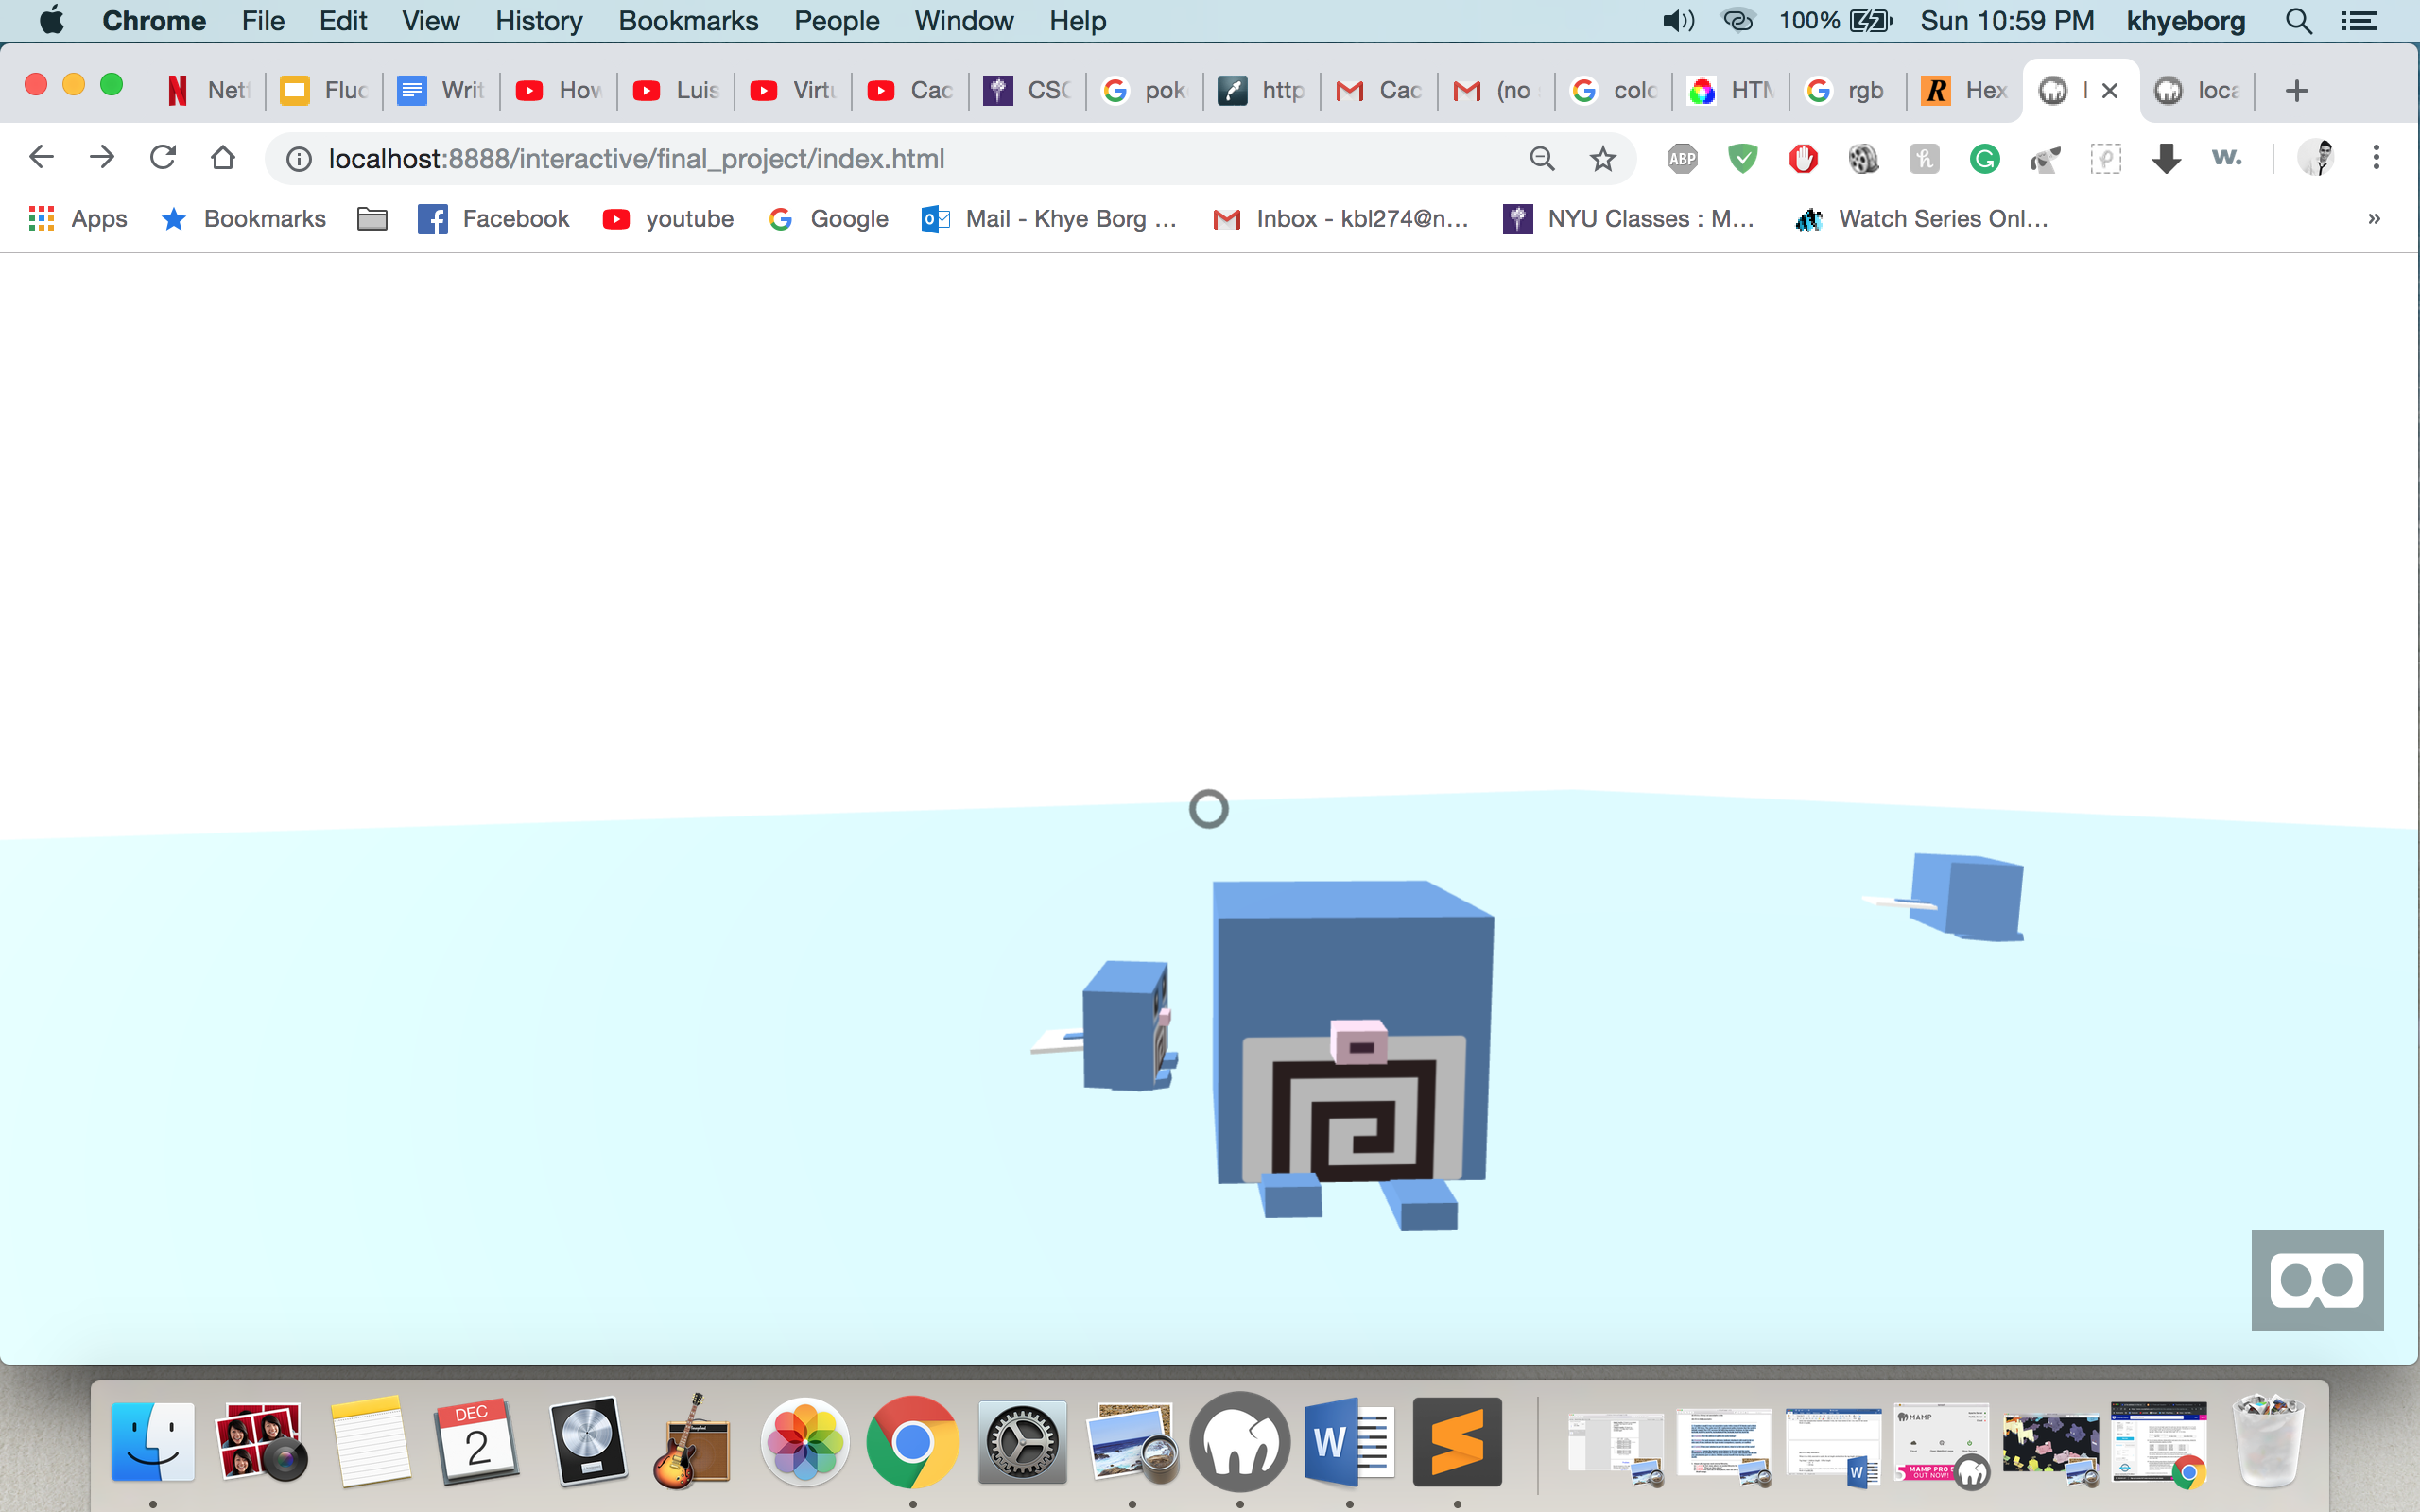 Chrome File Edit View History Bookmarks People Window Help 100% Sun 10:59 PM khyeborg
Netf Fluc Writ How Luis Virtu Cac CSC pok http Cac (no colo HTM rgb Hex loca
localhost:8888/interactive/final_project/index.html ABP h G p w.
Apps Bookmarks Facebook youtube Google Mail - Khye Borg ... Inbox - kbl274@n... NYU Classes : M... Watch Series Onl... »
DEC
2
W
MAMP
OUT NOW!